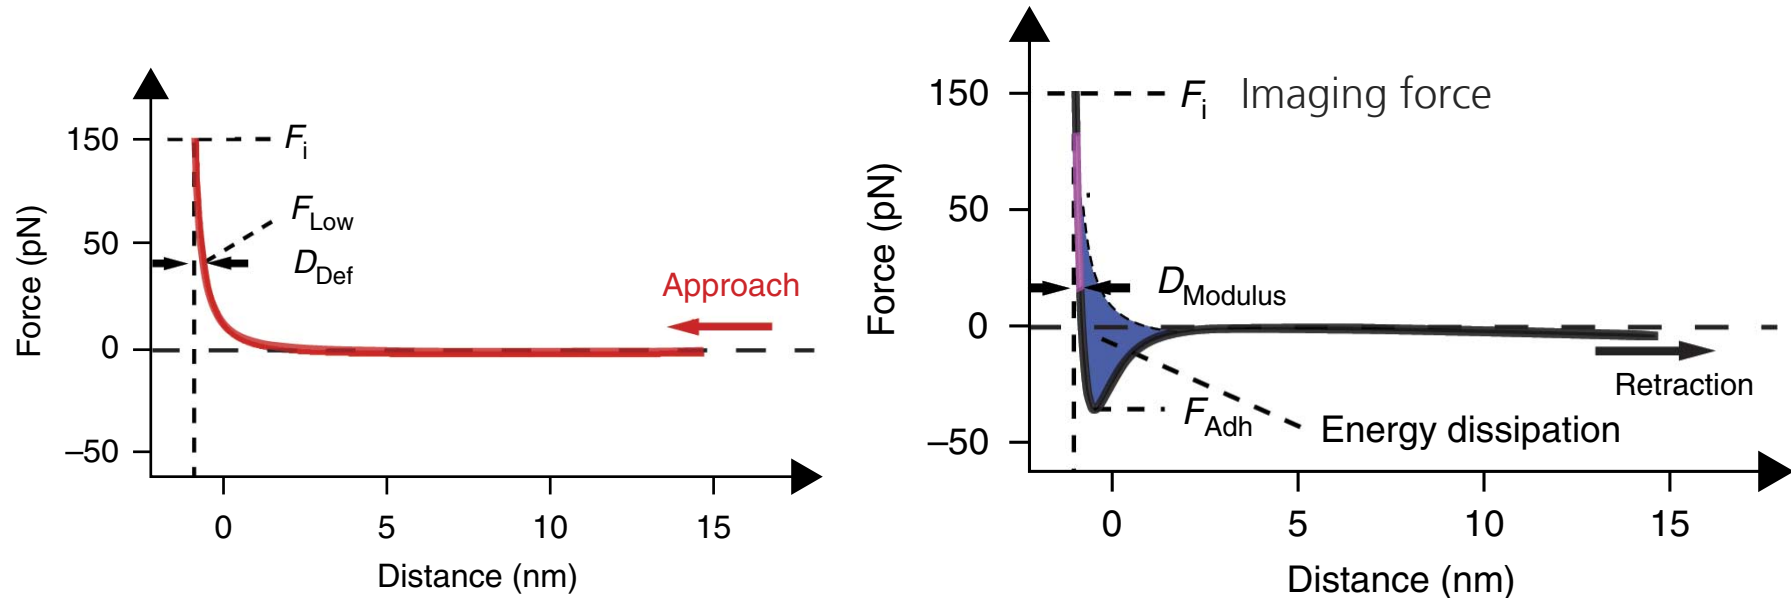 150
F_i
F_Low
50
D_Def
Approach
0
–50
Force (pN)
0 5 10 15
Distance (nm)
150
F_i Imaging force
50
D_Modulus
0
Retraction
F_Adh
Energy dissipation
–50
Force (pN)
0 5 10 15
Distance (nm)